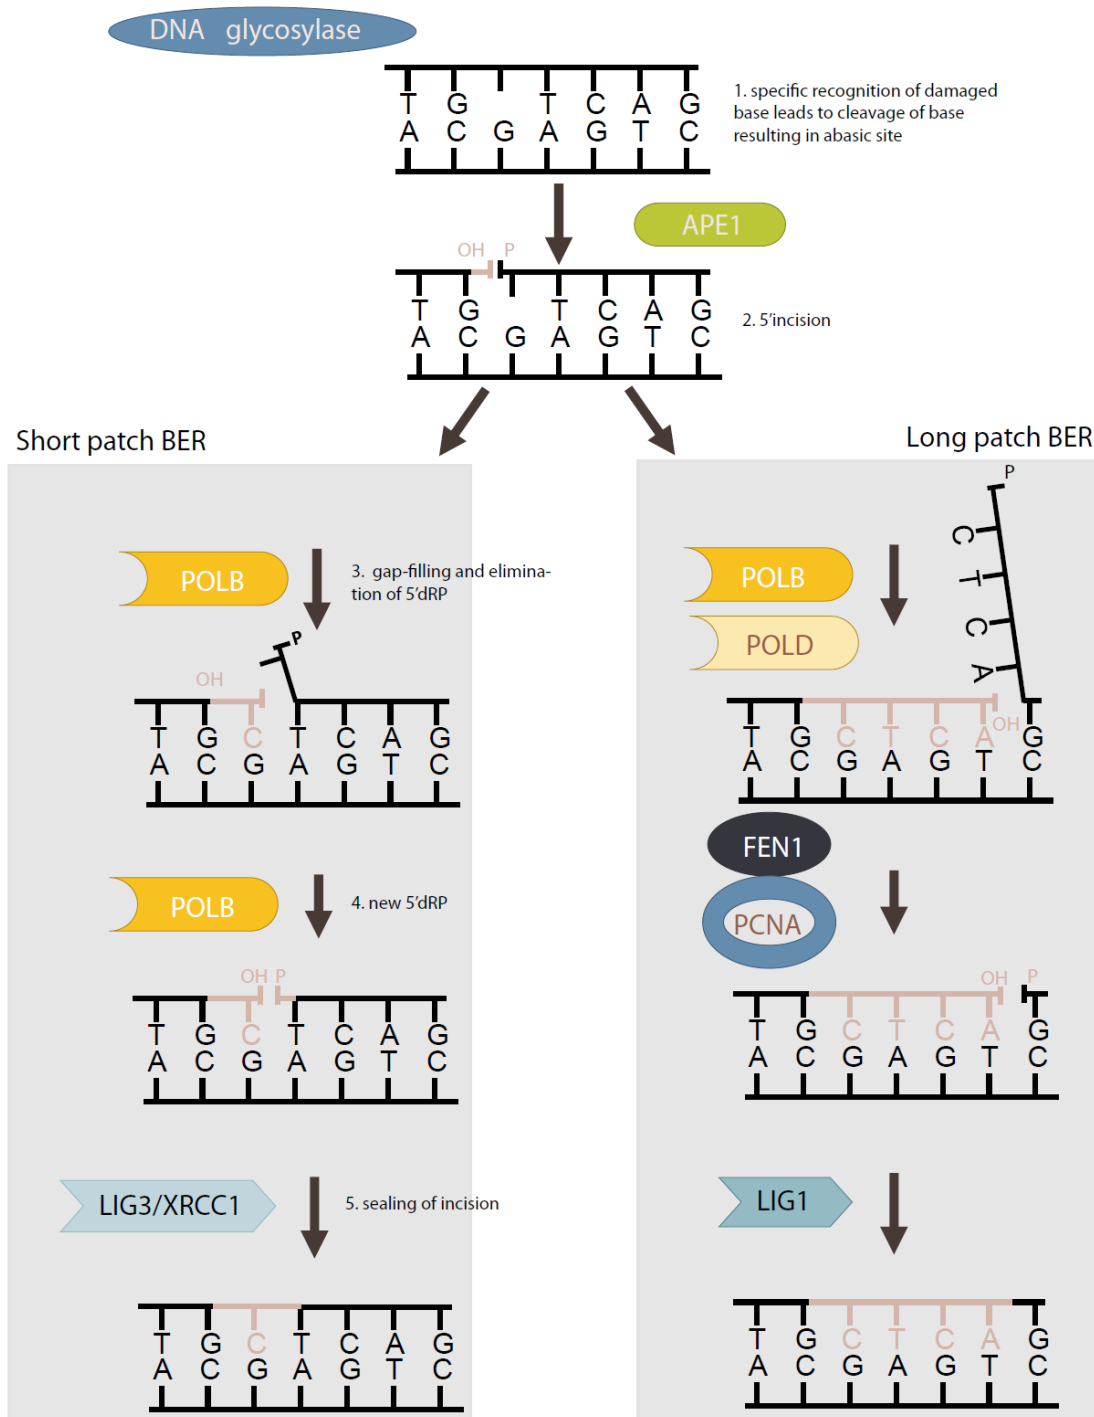 DNA glycosylase
T G T C A G
A C G A G T C
1. specific recognition of damaged
base leads to cleavage of base
resulting in abasic site
APE1
OH P
T G T C A G
A C G A G T C
2. 5'incision
Short patch BER
POLB
3. gap-filling and elimina-
tion of 5'dRP
P
OH
T G C T C A G
A C G A G T C
POLB
4. new 5'dRP
OH P
T G C T C A G
A C G A G T C
LIG3/XRCC1
5. sealing of incision
T G C T C A G
A C G A G T C
Long patch BER
P
C
T
C
A
POLB
POLD
OH
T G C T C A G
A C G A G T C
FEN1
PCNA
OH P
T G C T C A G
A C G A G T C
LIG1
T G C T C A G
A C G A G T C